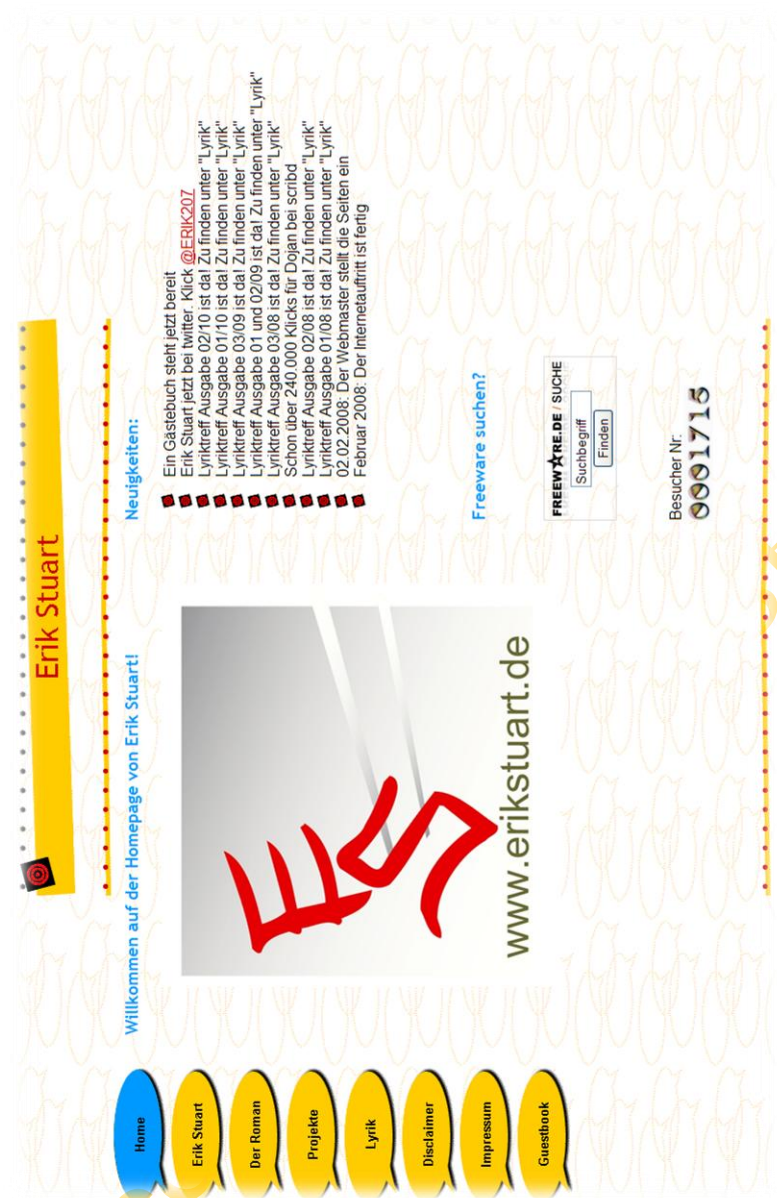 Erik Stuart
Home
Erik Stuart
Der Roman
Projekte
Lyrik
Disclaimer
Impressum
Guestbook
Willkommen auf der Homepage von Erik Stuart!
ES
www.erikstuart.de
Neuigkeiten:
Ein Gästebuch steht jetzt bereit
Erik Stuart jetzt bei twitter. Klick @ERIK207
Lyriktreff Ausgabe 02/10 ist da! Zu finden unter "Lyrik"
Lyriktreff Ausgabe 01/10 ist da! Zu finden unter "Lyrik"
Lyriktreff Ausgabe 03/09 ist da! Zu finden unter "Lyrik"
Lyriktreff Ausgabe 01 und 02/09 ist da! Zu finden unter "Lyrik"
Lyriktreff Ausgabe 03/08 ist da! Zu finden unter "Lyrik"
Schon über 240.000 Klicks für Dojan bei scribd
Lyriktreff Ausgabe 02/08 ist da! Zu finden unter "Lyrik"
Lyriktreff Ausgabe 01/08 ist da! Zu finden unter "Lyrik"
02.02.2008: Der Webmaster stellt die Seiten ein
Februar 2008: Der Internetauftritt ist fertig
Freeware suchen?
FREEW☆RE.DE / SUCHE
Suchbegriff
Finden
Besucher Nr:
0001715